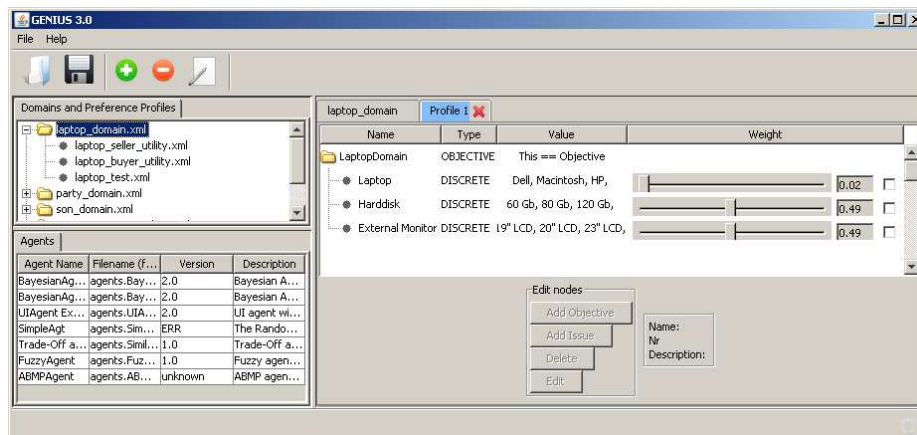 GENIUS 3.0
File Help
Domains and Preference Profiles
laptop_domain.xml
laptop_seller_utility.xml
laptop_buyer_utility.xml
laptop_test.xml
party_domain.xml
son_domain.xml
Agents
Agent Name Filename (f... Version Description
BayesianAg... agents.Bay... 2.0 Bayesian A...
BayesianAg... agents.Bay... 2.0 Bayesian A...
UIAgent Ex... agents.UIA... 2.0 UI agent wi...
SimpleAgt agents.Sim... ERR The Rando...
Trade-Off a... agents.Simil... 1.0 Trade-Off a...
FuzzyAgent agents.Fuz... 1.0 Fuzzy agen...
ABMPAgent agents.AB... unknown ABMP agen...
laptop_domain Profile 1
Name Type Value Weight
LaptopDomain OBJECTIVE This == Objective
Laptop DISCRETE Dell, Macintosh, HP, 0.02
Harddisk DISCRETE 60 Gb, 80 Gb, 120 Gb, 0.49
External Monitor DISCRETE 19" LCD, 20" LCD, 23" LCD, 0.49
Edit nodes
Add Objective
Add Issue
Delete
Edit
Name:
Nr
Description: